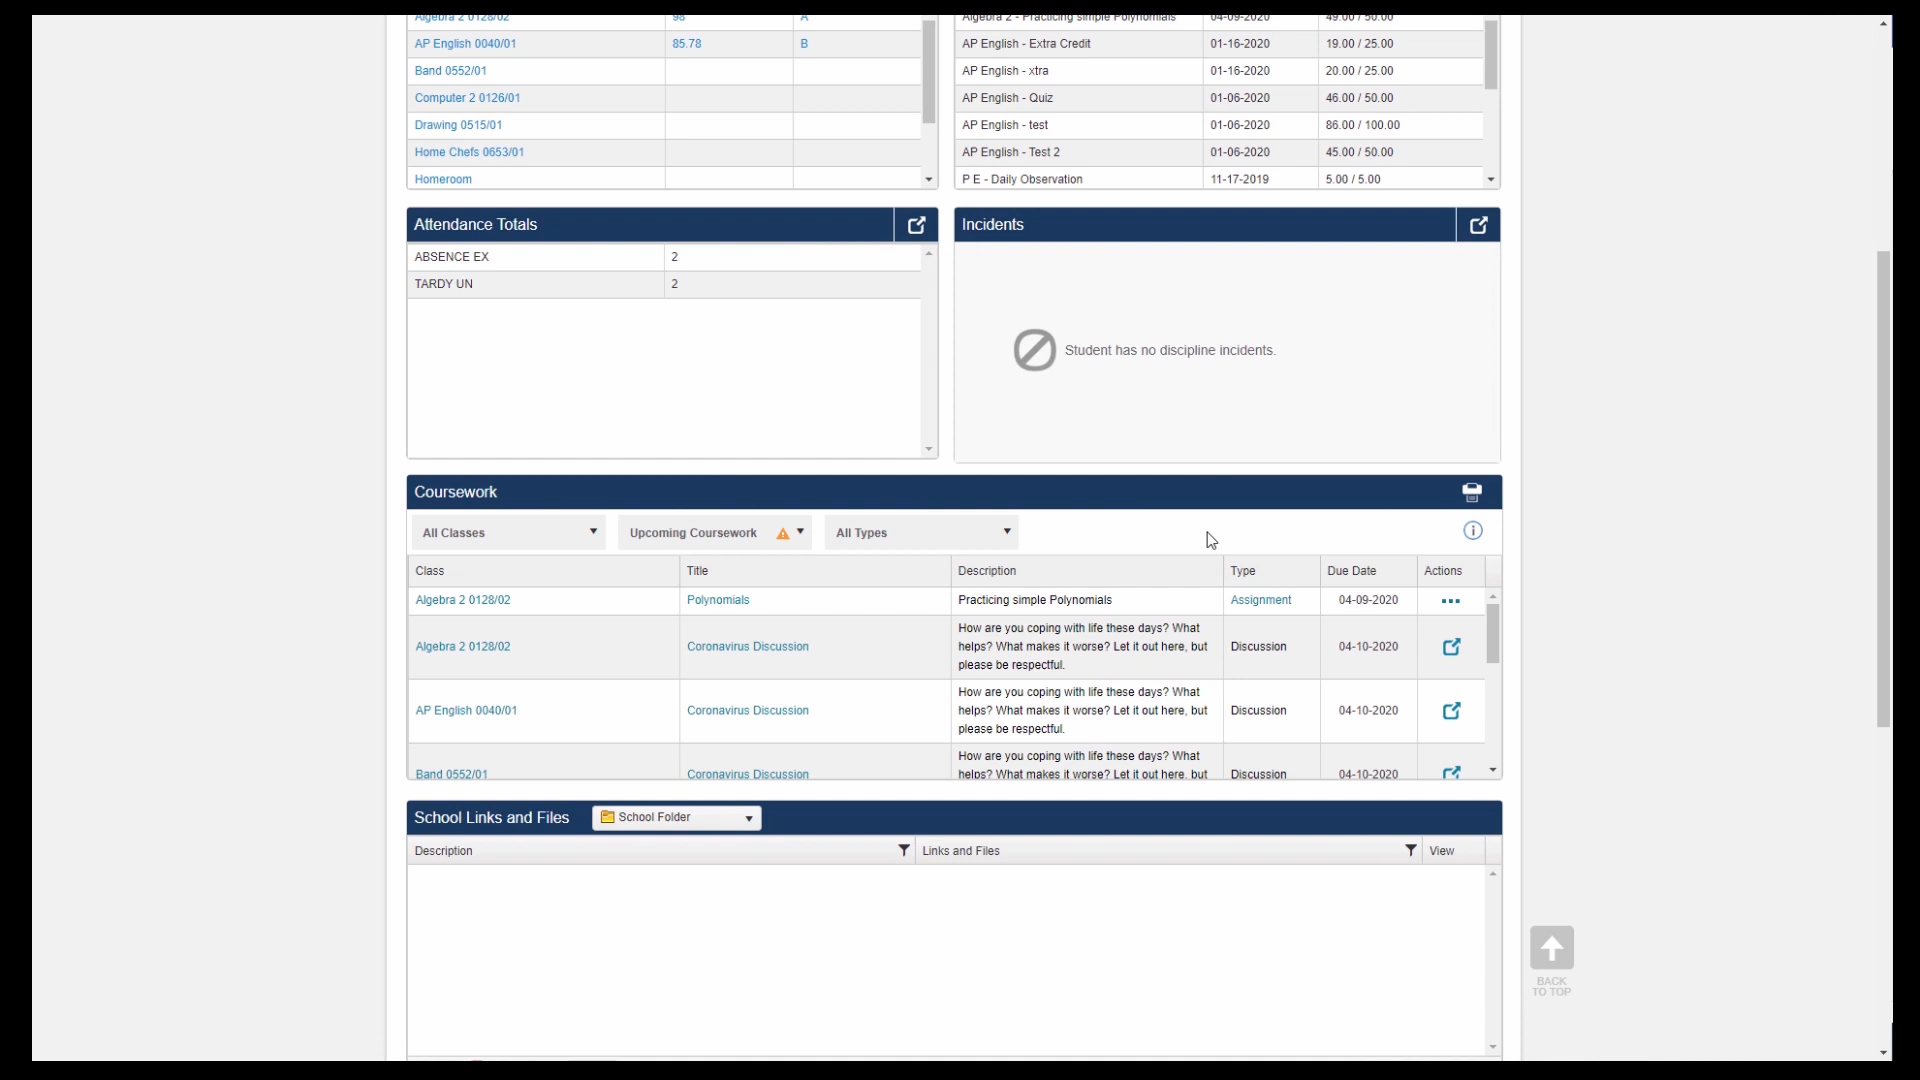 Algebra 2 0128/02 98 A
AP English 0040/01 85.78 B
Band 0552/01
Computer 2 0126/01
Drawing 0515/01
Home Chefs 0653/01
Homeroom
Algebra 2 - Practicing simple Polynomials 04-09-2020 49.00 / 50.00
AP English - Extra Credit 01-16-2020 19.00 / 25.00
AP English - xtra 01-16-2020 20.00 / 25.00
AP English - Quiz 01-06-2020 46.00 / 50.00
AP English - test 01-06-2020 86.00 / 100.00
AP English - Test 2 01-06-2020 45.00 / 50.00
P E - Daily Observation 11-17-2019 5.00 / 5.00
Attendance Totals
ABSENCE EX 2
TARDY UN 2
Incidents
Student has no discipline incidents.
Coursework
All Classes Upcoming Coursework All Types
Class Title Description Type Due Date Actions
Algebra 2 0128/02 Polynomials Practicing simple Polynomials Assignment 04-09-2020
How are you coping with life these days? What
Algebra 2 0128/02 Coronavirus Discussion helps? What makes it worse? Let it out here, but Discussion 04-10-2020
please be respectful.
How are you coping with life these days? What
AP English 0040/01 Coronavirus Discussion helps? What makes it worse? Let it out here, but Discussion 04-10-2020
please be respectful.
How are you coping with life these days? What
Band 0552/01 Coronavirus Discussion helps? What makes it worse? Let it out here, but Discussion 04-10-2020
School Links and Files School Folder
Description Links and Files View
BACK
TO TOP